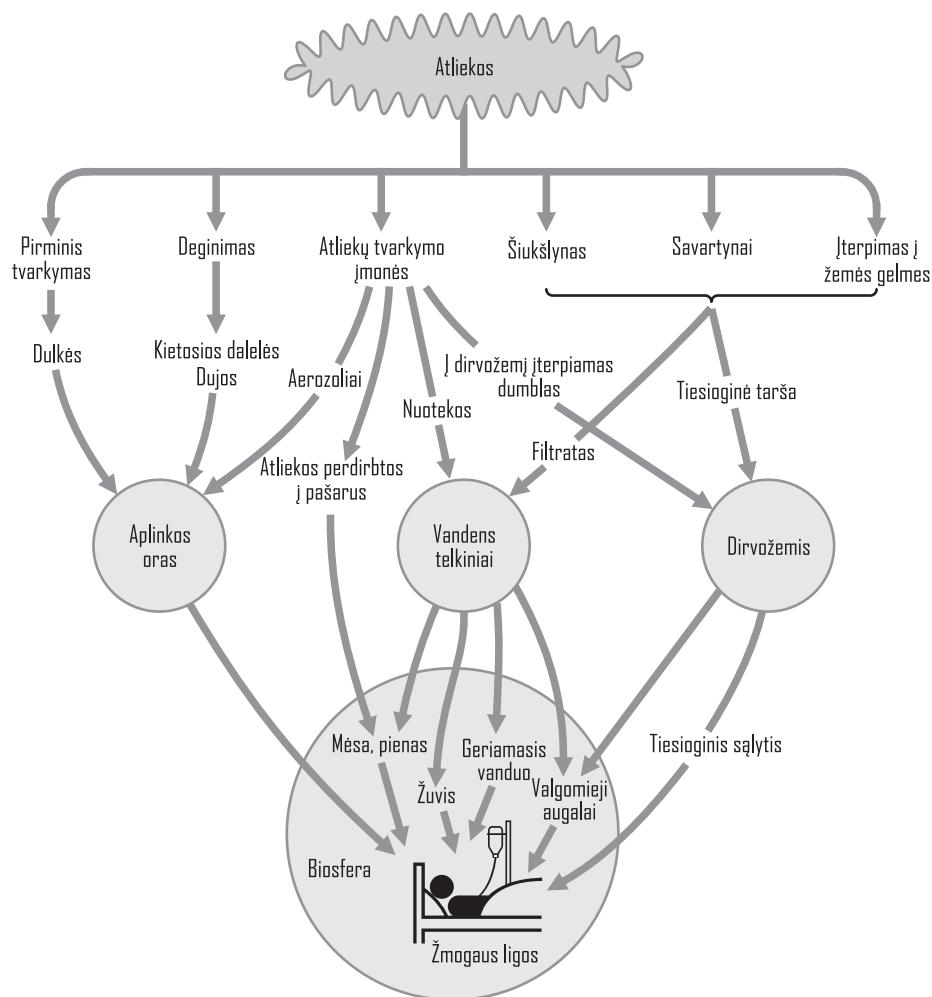 Atliekos
Pirminis
tvarkymas
Deginimas
Atliekų tvarkymo
įmonės
Šiukšlynas
Savartynai
Įterpimas į
žemės gelmes
Dulkės
Kietosios dalelės
Dujos
Aerozoliai
Į dirvožemį įterpiamas
dumblas
Tiesioginė tarša
Nuotekos
Filtratas
Atliekos perdirbtos
į pašarus
Aplinkos
oras
Vandens
telkiniai
Dirvožemis
Mėsa, pienas
Geriamasis
vanduo
Tiesioginis sąlytis
Žuvis
Valgomieji
augalai
Biosfera
Žmogaus ligos